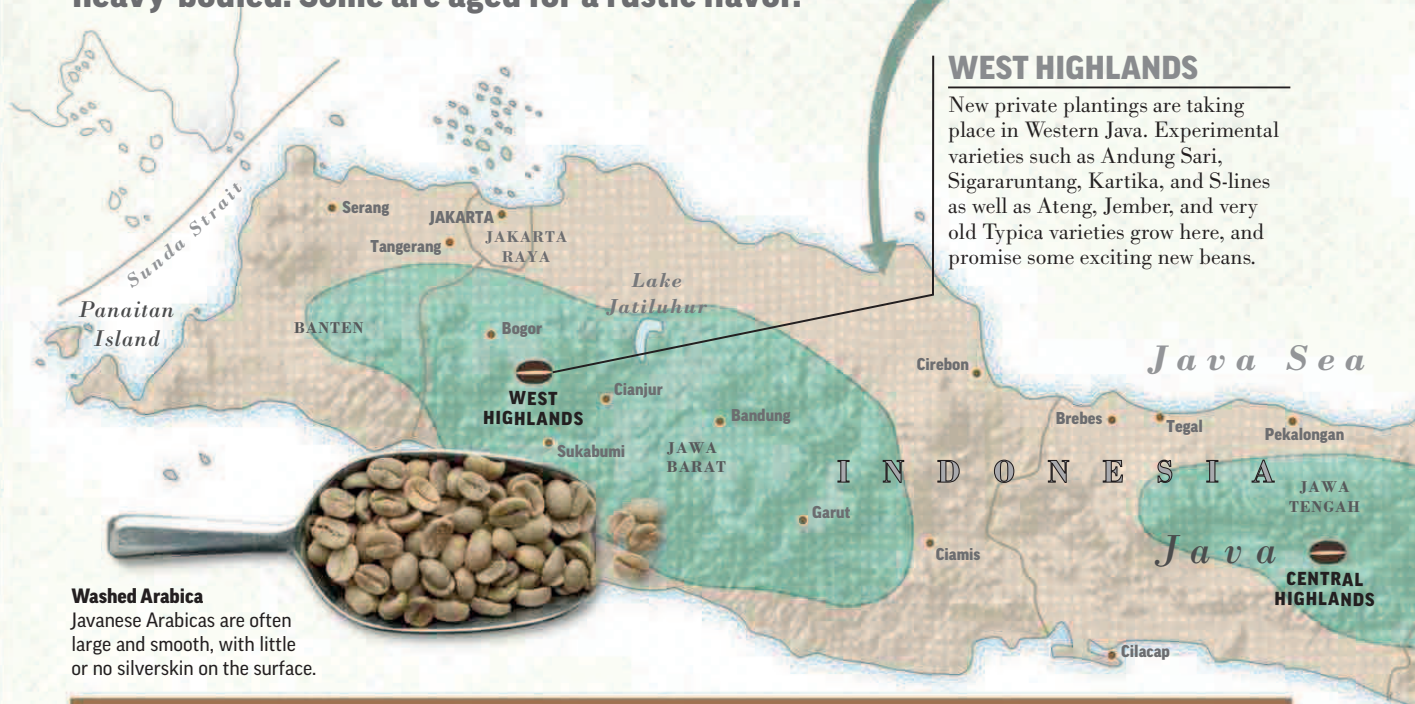 heavy-bodied. Some are aged for a rustic flavor.
WEST HIGHLANDS
New private plantings are taking
place in Western Java. Experimental
varieties such as Andung Sari,
Sigararuntang, Kartika, and S-lines
as well as Ateng, Jember, and very
old Typica varieties grow here, and
promise some exciting new beans.
Sunda Strait
Serang
JAKARTA
Tangerang
JAKARTA
RAYA
Panaitan
Island
Lake
Jatiluhur
BANTEN
Bogor
Java Sea
Cirebon
WEST
HIGHLANDS
Cianjur
Bandung
Brebes
Tegal
Pekalongan
Sukabumi
JAWA
BARAT
INDONESIA
JAWA
TENGAH
Garut
Ciamis
Java
CENTRAL
HIGHLANDS
Washed Arabica
Javanese Arabicas are often
large and smooth, with little
or no silverskin on the surface.
Cilacap